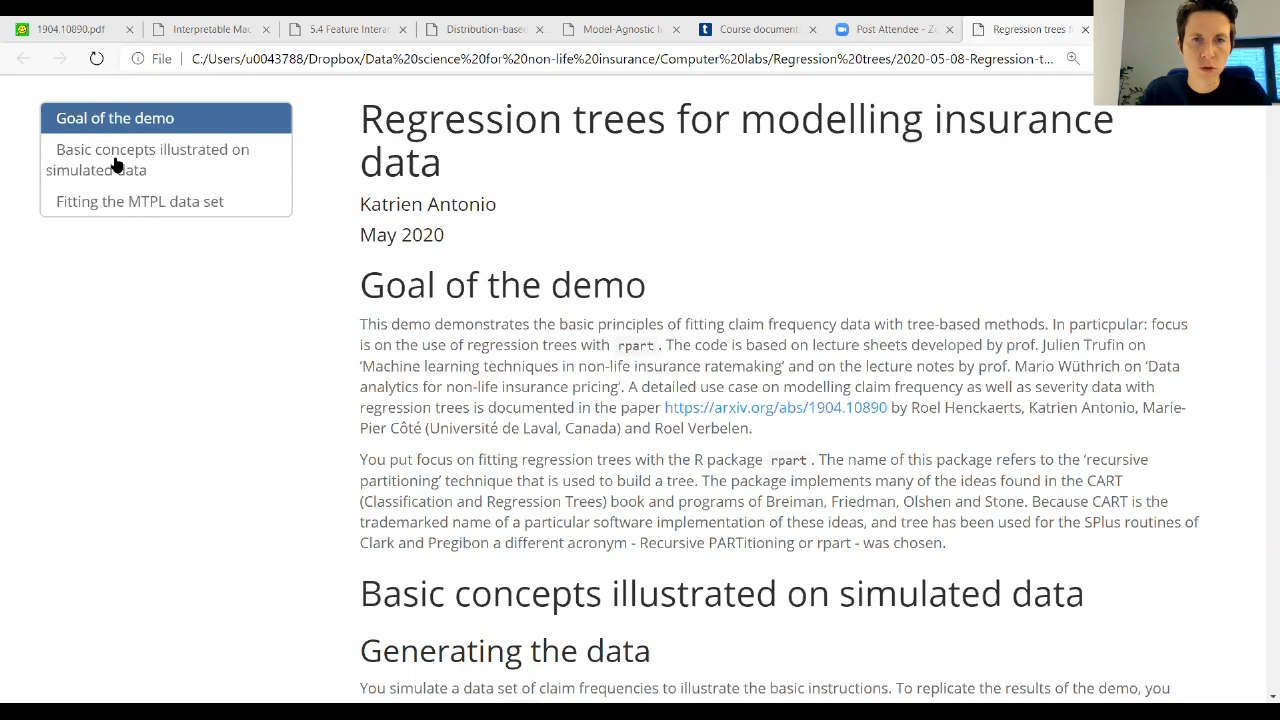 1904.10890.pdf
Interpretable Mac
5.4 Feature Interac
Distribution-based
Model-Agnostic I
Course document
Post Attendee - Z
Regression trees f
File
C:/Users/u0043788/Dropbox/Data%20science%20for%20non-life%20insurance/Computer%20labs/Regression%20trees/2020-05-08-Regression-t...
Goal of the demo
Basic concepts illustrated on
simulated data
Fitting the MTPL data set
Regression trees for modelling insurance
data
Katrien Antonio
May 2020
Goal of the demo
This demo demonstrates the basic principles of fitting claim frequency data with tree-based methods. In particpular: focus
is on the use of regression trees with rpart. The code is based on lecture sheets developed by prof. Julien Trufin on
‘Machine learning techniques in non-life insurance ratemaking’ and on the lecture notes by prof. Mario Wüthrich on ‘Data
analytics for non-life insurance pricing’. A detailed use case on modelling claim frequency as well as severity data with
regression trees is documented in the paper https://arxiv.org/abs/1904.10890 by Roel Henckaerts, Katrien Antonio, Marie-
Pier Côté (Université de Laval, Canada) and Roel Verbelen.
You put focus on fitting regression trees with the R package rpart. The name of this package refers to the ‘recursive
partitioning’ technique that is used to build a tree. The package implements many of the ideas found in the CART
(Classification and Regression Trees) book and programs of Breiman, Friedman, Olshen and Stone. Because CART is the
trademarked name of a particular software implementation of these ideas, and tree has been used for the SPlus routines of
Clark and Pregibon a different acronym - Recursive PARTitioning or rpart - was chosen.
Basic concepts illustrated on simulated data
Generating the data
You simulate a data set of claim frequencies to illustrate the basic instructions. To replicate the results of the demo, you